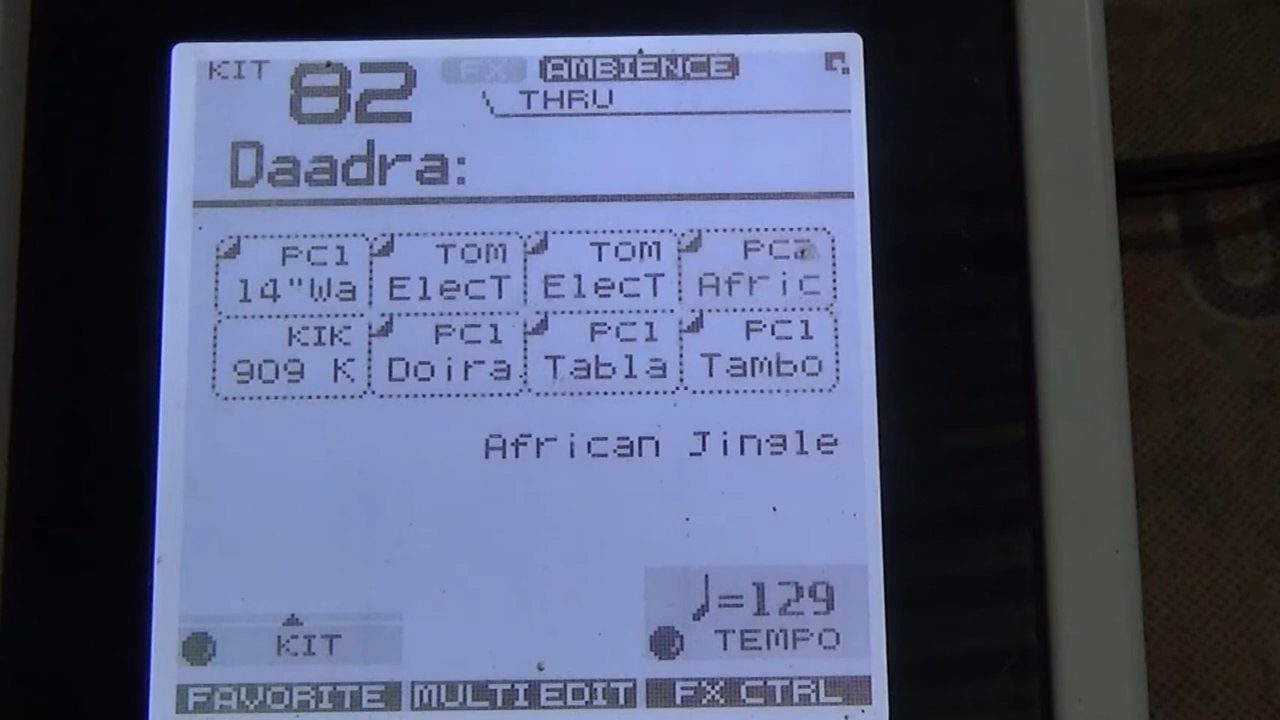 KIT 82 FX AMBIENCE
THRU
Daadra:
PC1 TOM TOM PC2
14"Wa ElecT ElecT Afric
KIK PC1 PC1 PC1
909 K Doira Tabla Tambo
African Jingle
♩=129
KIT TEMPO
FAVORITE MULTI EDIT FX CTRL